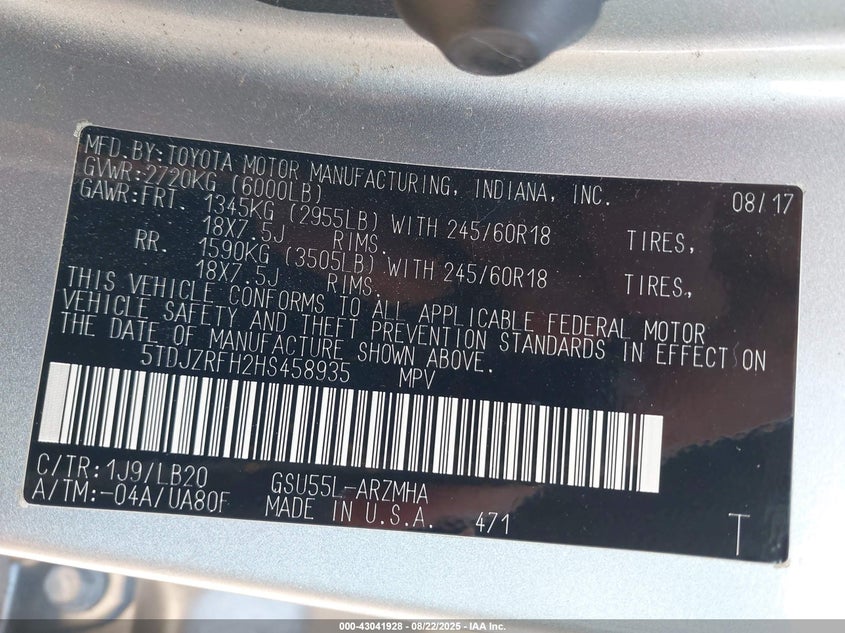 MFD.BY:TOYOTA MOTOR MANUFACTURING, INDIANA, INC. 08/17
GVWR:2720KG (6000LB)
GAWR:FRT. 1345KG (2955LB) WITH 245/60R18 TIRES,
18X7.5J RIMS.
RR. 1590KG (3505LB) WITH 245/60R18 TIRES,
18X7.5J RIMS.
THIS VEHICLE CONFORMS TO ALL APPLICABLE FEDERAL MOTOR
VEHICLE SAFETY AND THEFT PREVENTION STANDARDS IN EFFECT ON
THE DATE OF MANUFACTURE SHOWN ABOVE.
5TDJZRFH2HS458935 MPV
C/TR:1J9/LB20 GSU55L-ARZMHA
A/TM:-04A/UA80F MADE IN U.S.A. 471 T
000-43041928 - 08/22/2025 - IAA Inc.